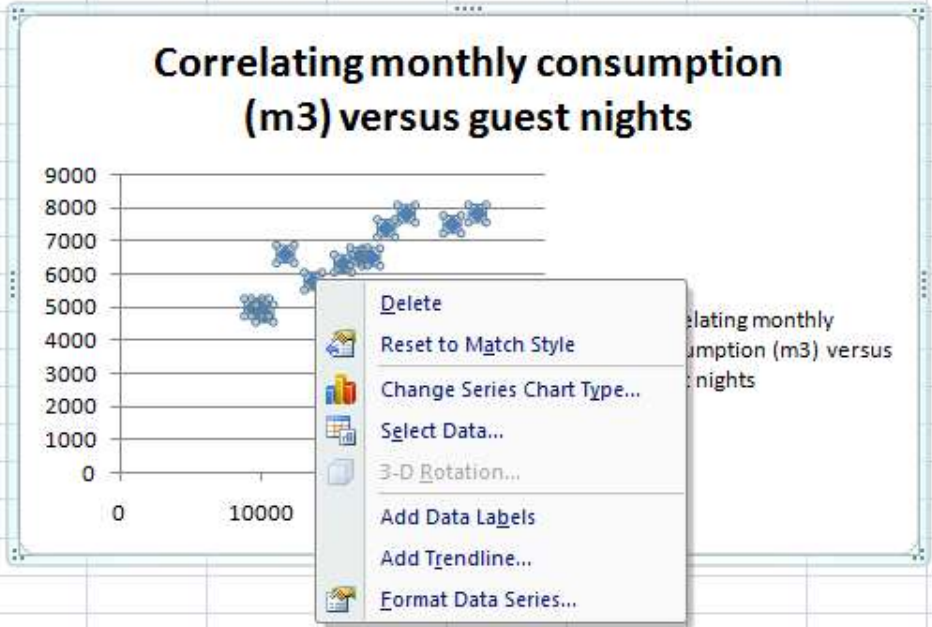 Correlating monthly consumption
(m3) versus guest nights
9000
8000
7000
6000
5000
4000
3000
2000
1000
0
0 10000
elating monthly
umption (m3) versus
t nights
Delete
Reset to Match Style
Change Series Chart Type...
Select Data...
3-D Rotation...
Add Data Labels
Add Trendline...
Format Data Series...